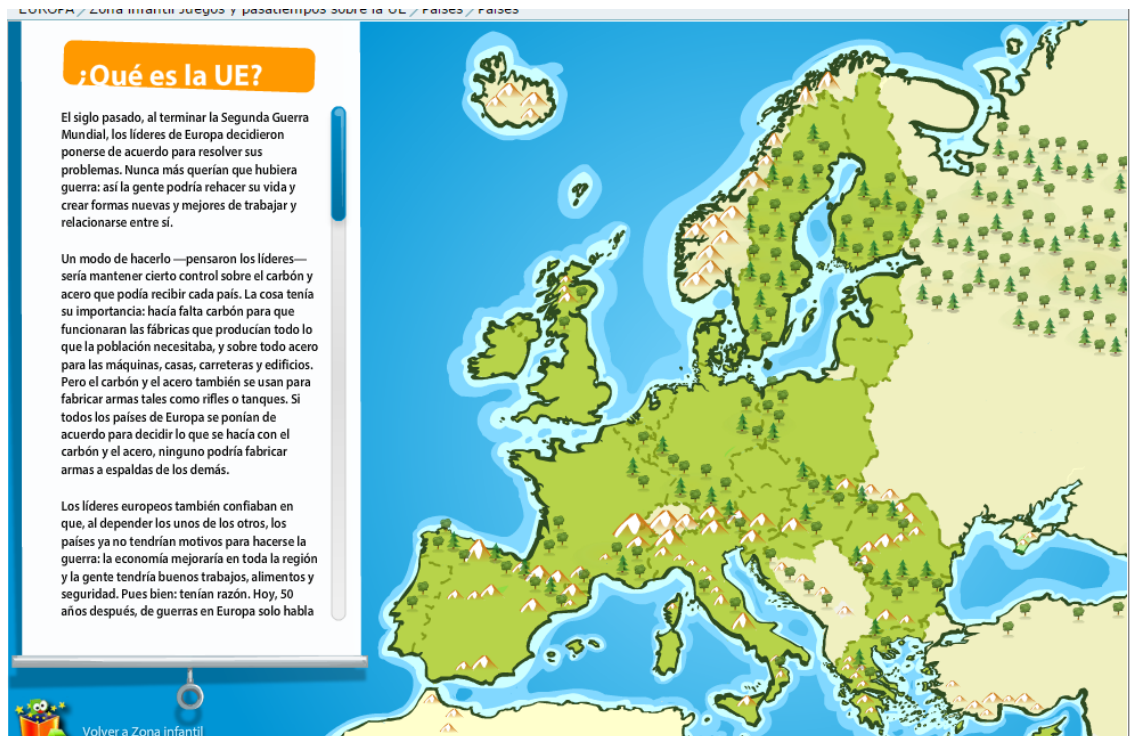 EUROPA / Zona infantil Juegos y pasatiempos sobre la UE / Países / Países
¿Qué es la UE?
El siglo pasado, al terminar la Segunda Guerra
Mundial, los líderes de Europa decidieron
ponerse de acuerdo para resolver sus
problemas. Nunca más querían que hubiera
guerra: así la gente podría rehacer su vida y
crear formas nuevas y mejores de trabajar y
relacionarse entre sí.
Un modo de hacerlo —pensaron los líderes—
sería mantener cierto control sobre el carbón y
acero que podía recibir cada país. La cosa tenía
su importancia: hacía falta carbón para que
funcionaran las fábricas que producían todo lo
que la población necesitaba, y sobre todo acero
para las máquinas, casas, carreteras y edificios.
Pero el carbón y el acero también se usan para
fabricar armas tales como rifles o tanques. Si
todos los países de Europa se ponían de
acuerdo para decidir lo que se hacía con el
carbón y el acero, ninguno podría fabricar
armas a espaldas de los demás.
Los líderes europeos también confiaban en
que, al depender los unos de los otros, los
países ya no tendrían motivos para hacerse la
guerra: la economía mejoraría en toda la región
y la gente tendría buenos trabajos, alimentos y
seguridad. Pues bien: tenían razón. Hoy, 50
años después, de guerras en Europa solo habla
Volver a Zona infantil